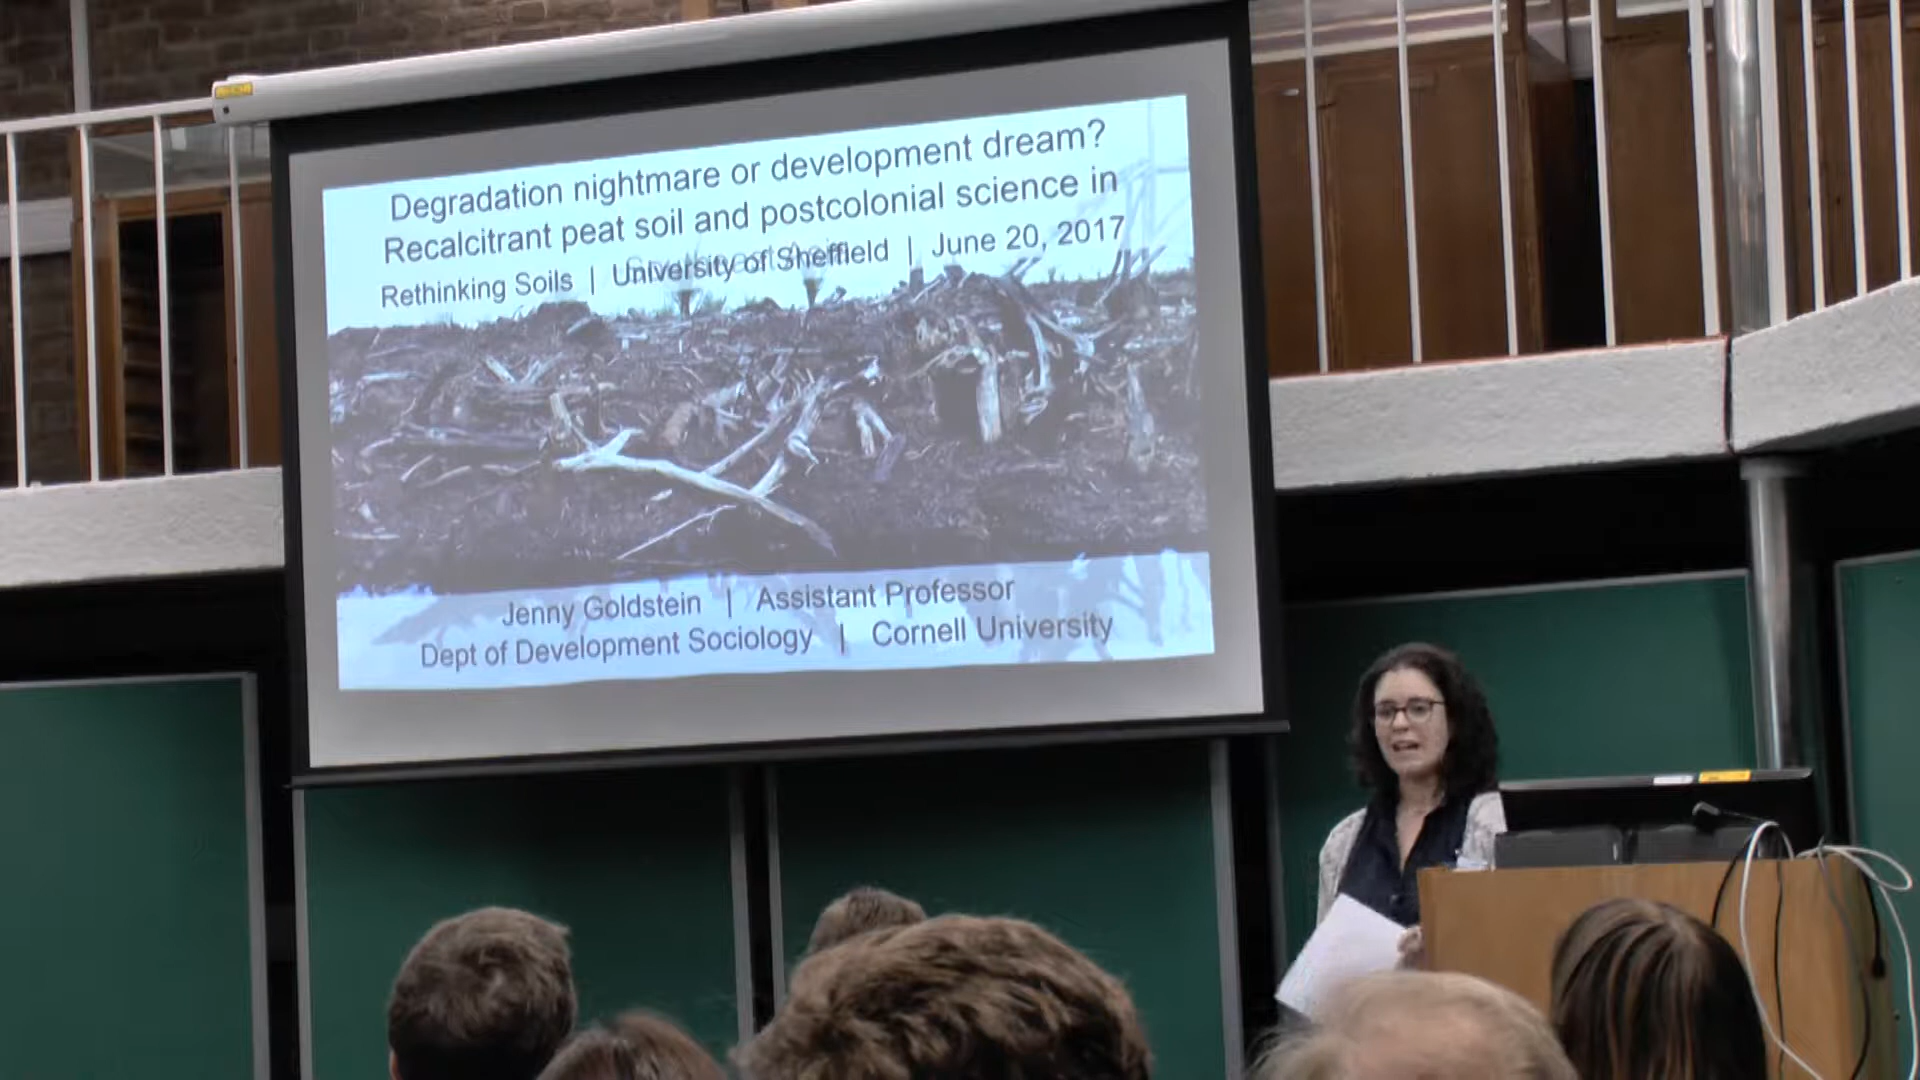 Degradation nightmare or development dream?
Recalcitrant peat soil and postcolonial science in
Rethinking Soils | University of Sheffield | June 20, 2017
Jenny Goldstein | Assistant Professor
Dept of Development Sociology | Cornell University